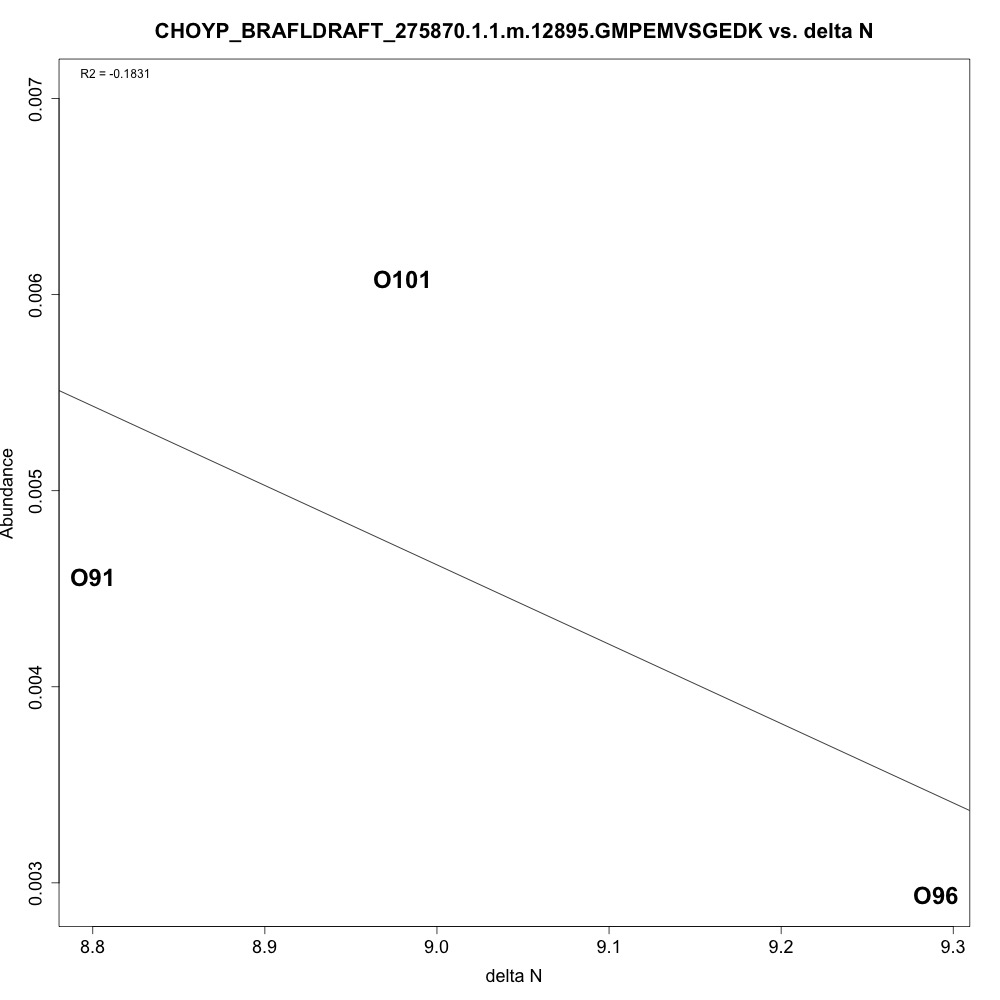 CHOYP_BRAFLDRAFT_275870.1.1.m.12895.GMPEMVSGEDK vs. delta N
R2 = -0.1831
0.007
0.006
0.005
0.004
0.003
Abundance
O101
O91
O96
8.8 8.9 9.0 9.1 9.2 9.3
delta N